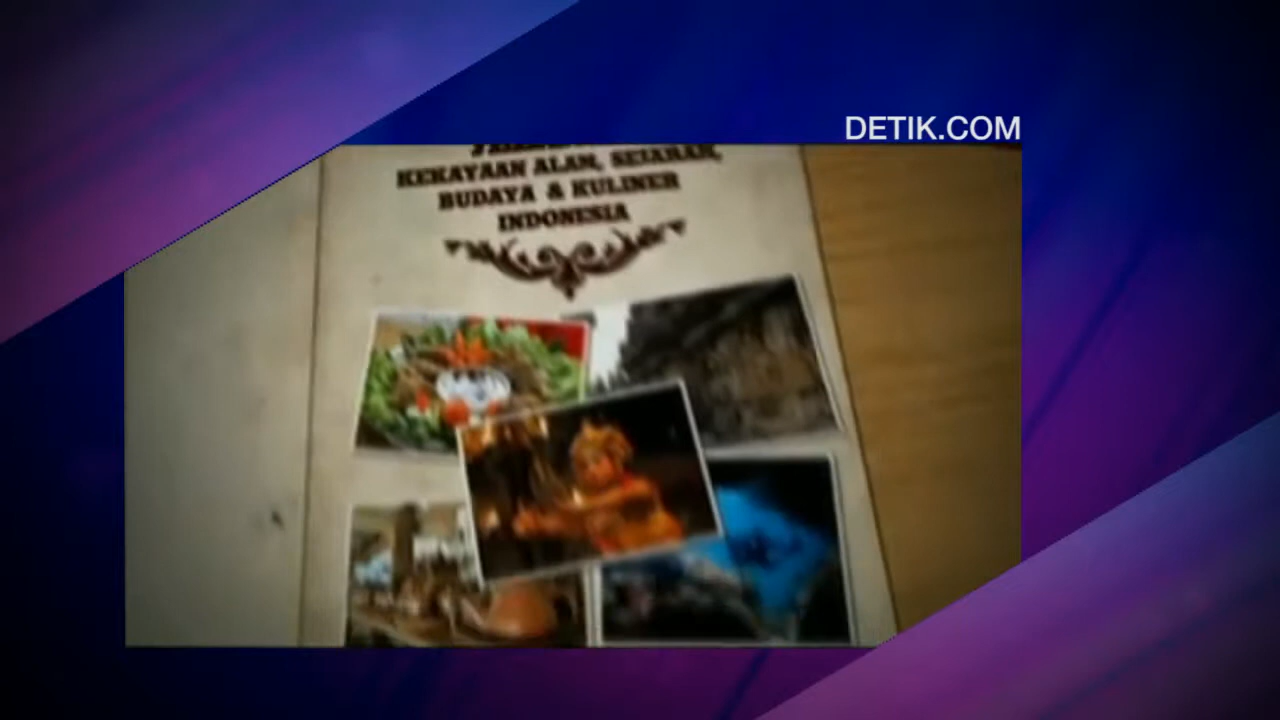 DETIK.COM
KEKAYAAN ALAM, SEJARAH,
BUDAYA & KULINER
INDONESIA